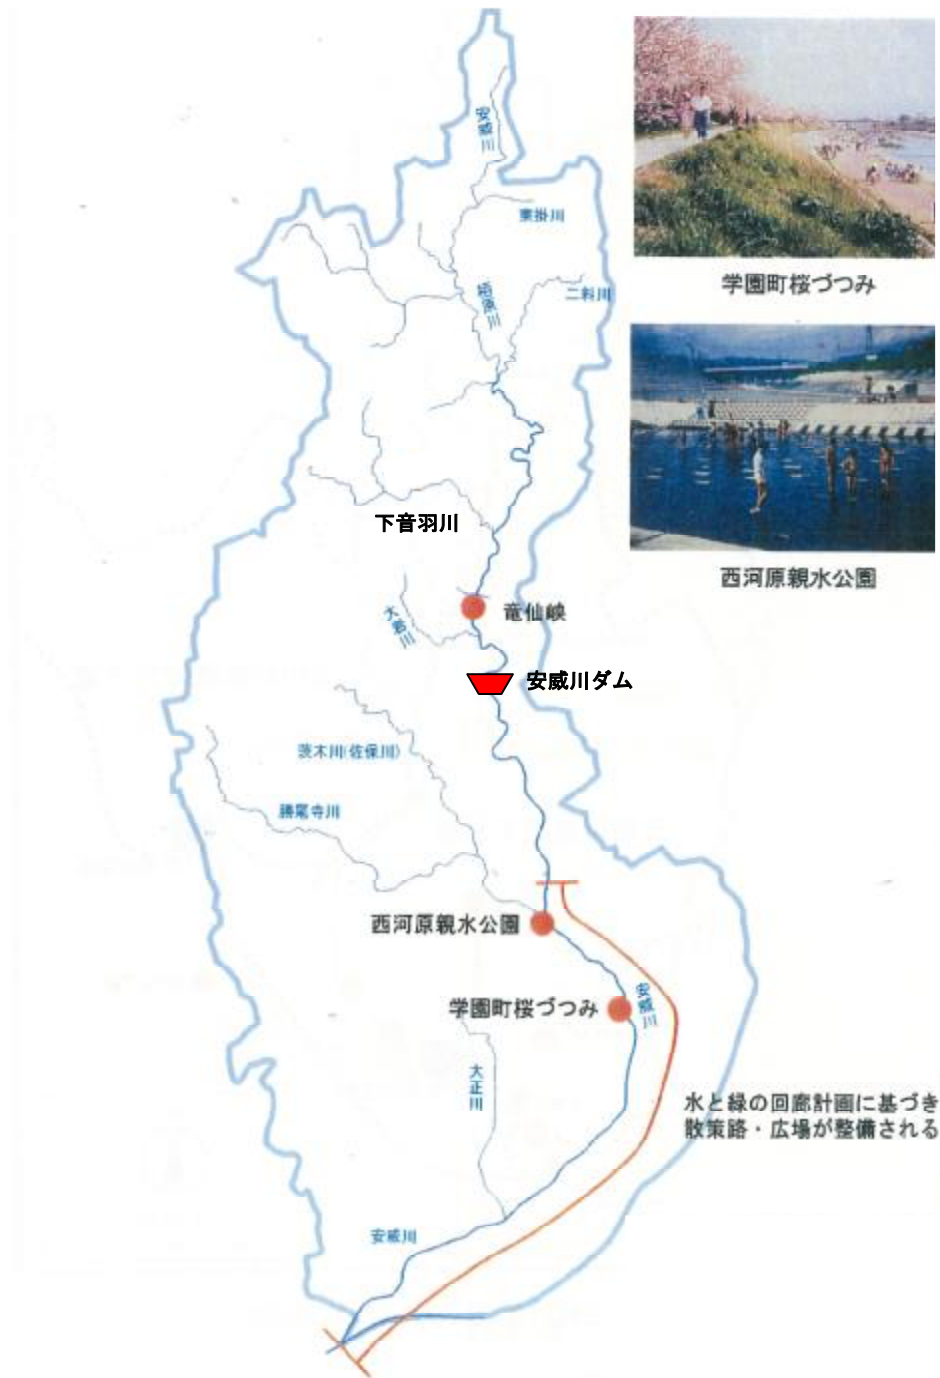 安威川
東掛川
学園町桜づつみ
栃原川
二料川
下音羽川
西河原親水公園
大岩川
竜仙峡
安威川ダム
茨木川(佐保川)
勝尾寺川
西河原親水公園
学園町桜づつみ
安威川
大正川
水と緑の回廊計画に基づき
散策路・広場が整備される
安威川